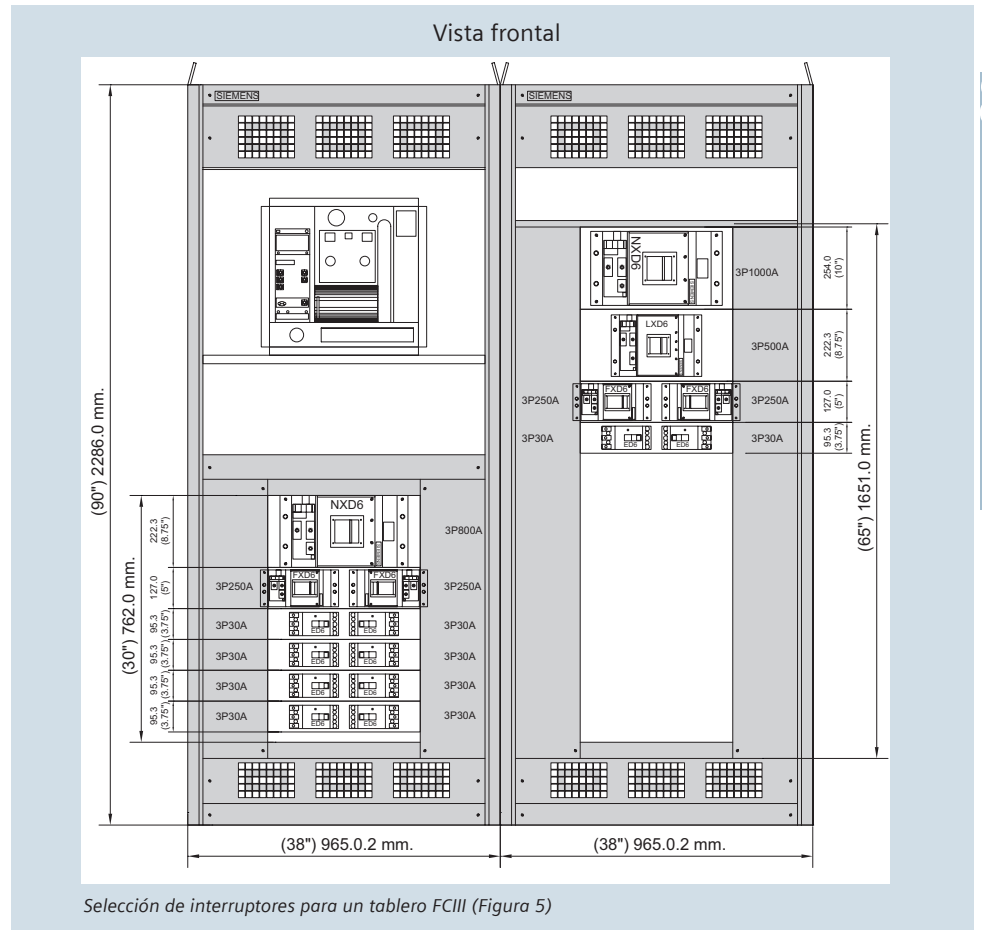 Vista frontal
SIEMENS
SIEMENS
(90") 2286.0 mm.
NXD6
3P1000A
254.0
(10")
LXD6
3P500A
222.3
(8.75")
3P250A
FXD6
FXD6
3P250A
127.0
(5")
3P30A
ED6
ED6
3P30A
95.3
(3.75")
(65") 1651.0 mm.
(30") 762.0 mm.
222.3
(8.75")
NXD6
3P800A
127.0
(5")
3P250A
FXD6
FXD6
3P250A
95.3
(3.75")
3P30A
ED6
ED6
3P30A
95.3
(3.75")
3P30A
ED6
ED6
3P30A
95.3
(3.75")
3P30A
ED6
ED6
3P30A
95.3
(3.75")
3P30A
ED6
ED6
3P30A
(38") 965.0.2 mm.
(38") 965.0.2 mm.
Selección de interruptores para un tablero FCIII (Figura 5)